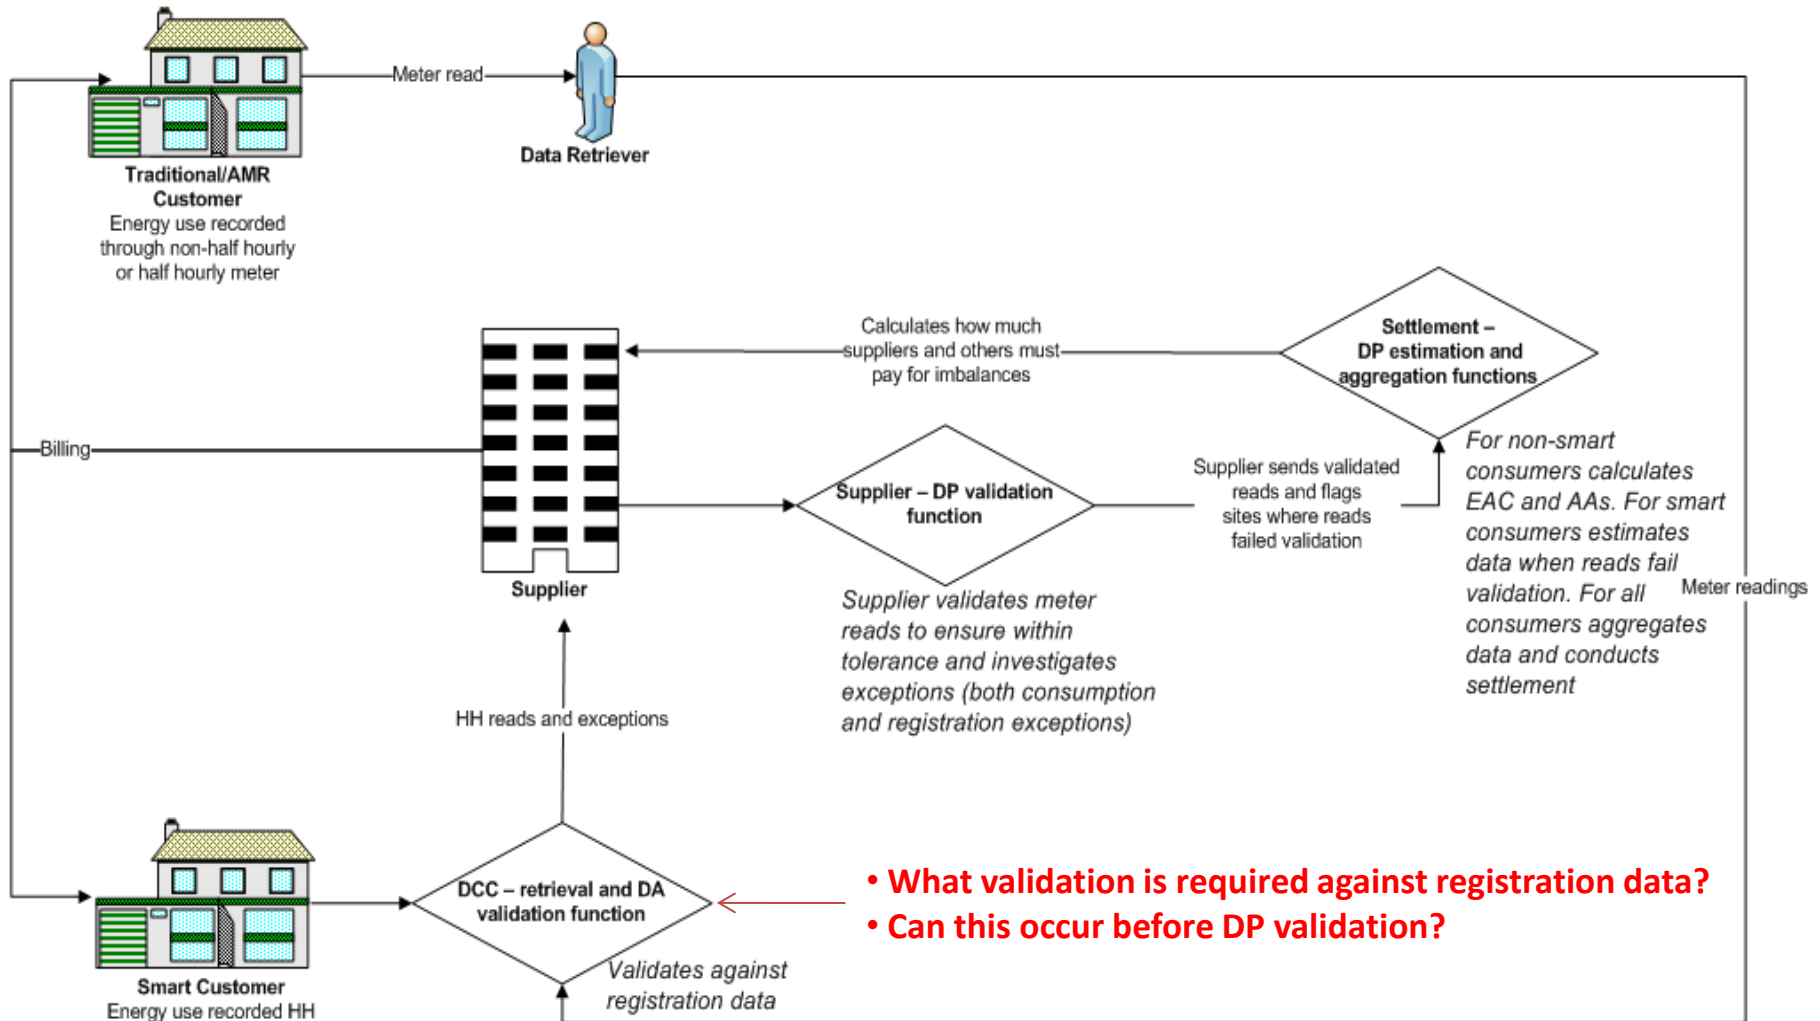 Meter read
Data Retriever
Traditional/AMR
Customer
Energy use recorded
through non-half hourly
or half hourly meter
Calculates how much
suppliers and others must
pay for imbalances
Settlement –
DP estimation and
aggregation functions
Billing
Supplier
Supplier – DP validation
function
Supplier sends validated
reads and flags
sites where reads
failed validation
For non-smart
consumers calculates
EAC and AAs. For smart
consumers estimates
data when reads fail
validation. For all
consumers aggregates
data and conducts
settlement
Meter readings
Supplier validates meter
reads to ensure within
tolerance and investigates
exceptions (both consumption
and registration exceptions)
HH reads and exceptions
DCC – retrieval and DA
validation function
• What validation is required against registration data?
• Can this occur before DP validation?
Validates against
registration data
Smart Customer
Energy use recorded HH